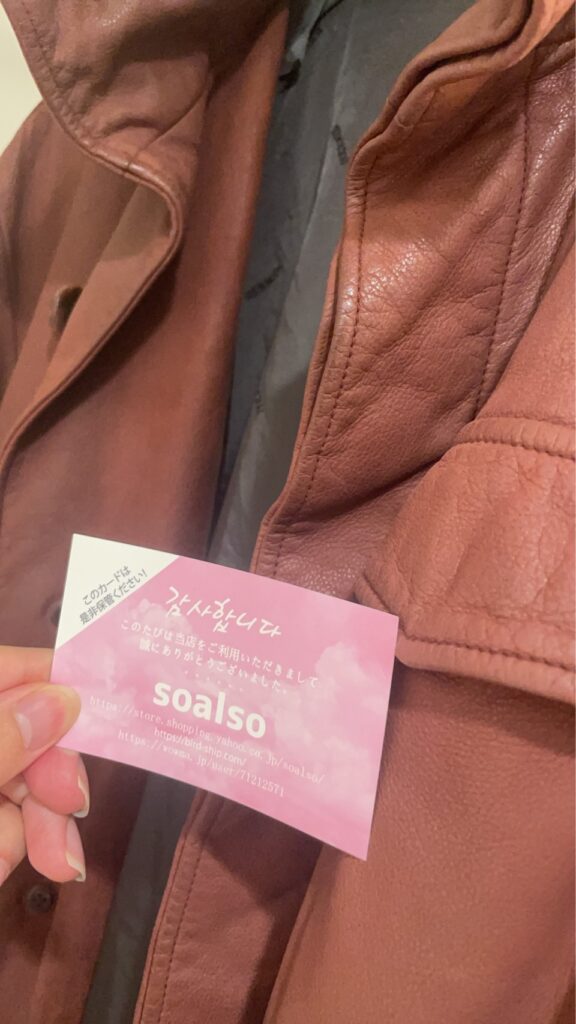 このカードは
是非保管ください!
감사합니다
このたびは当店をご利用いただきまして
誠にありがとうございました。
soalso
https://store.shopping.yahoo.co.jp/soalso/
https://bird-ship.com/
https://wowma.jp/user/71212571